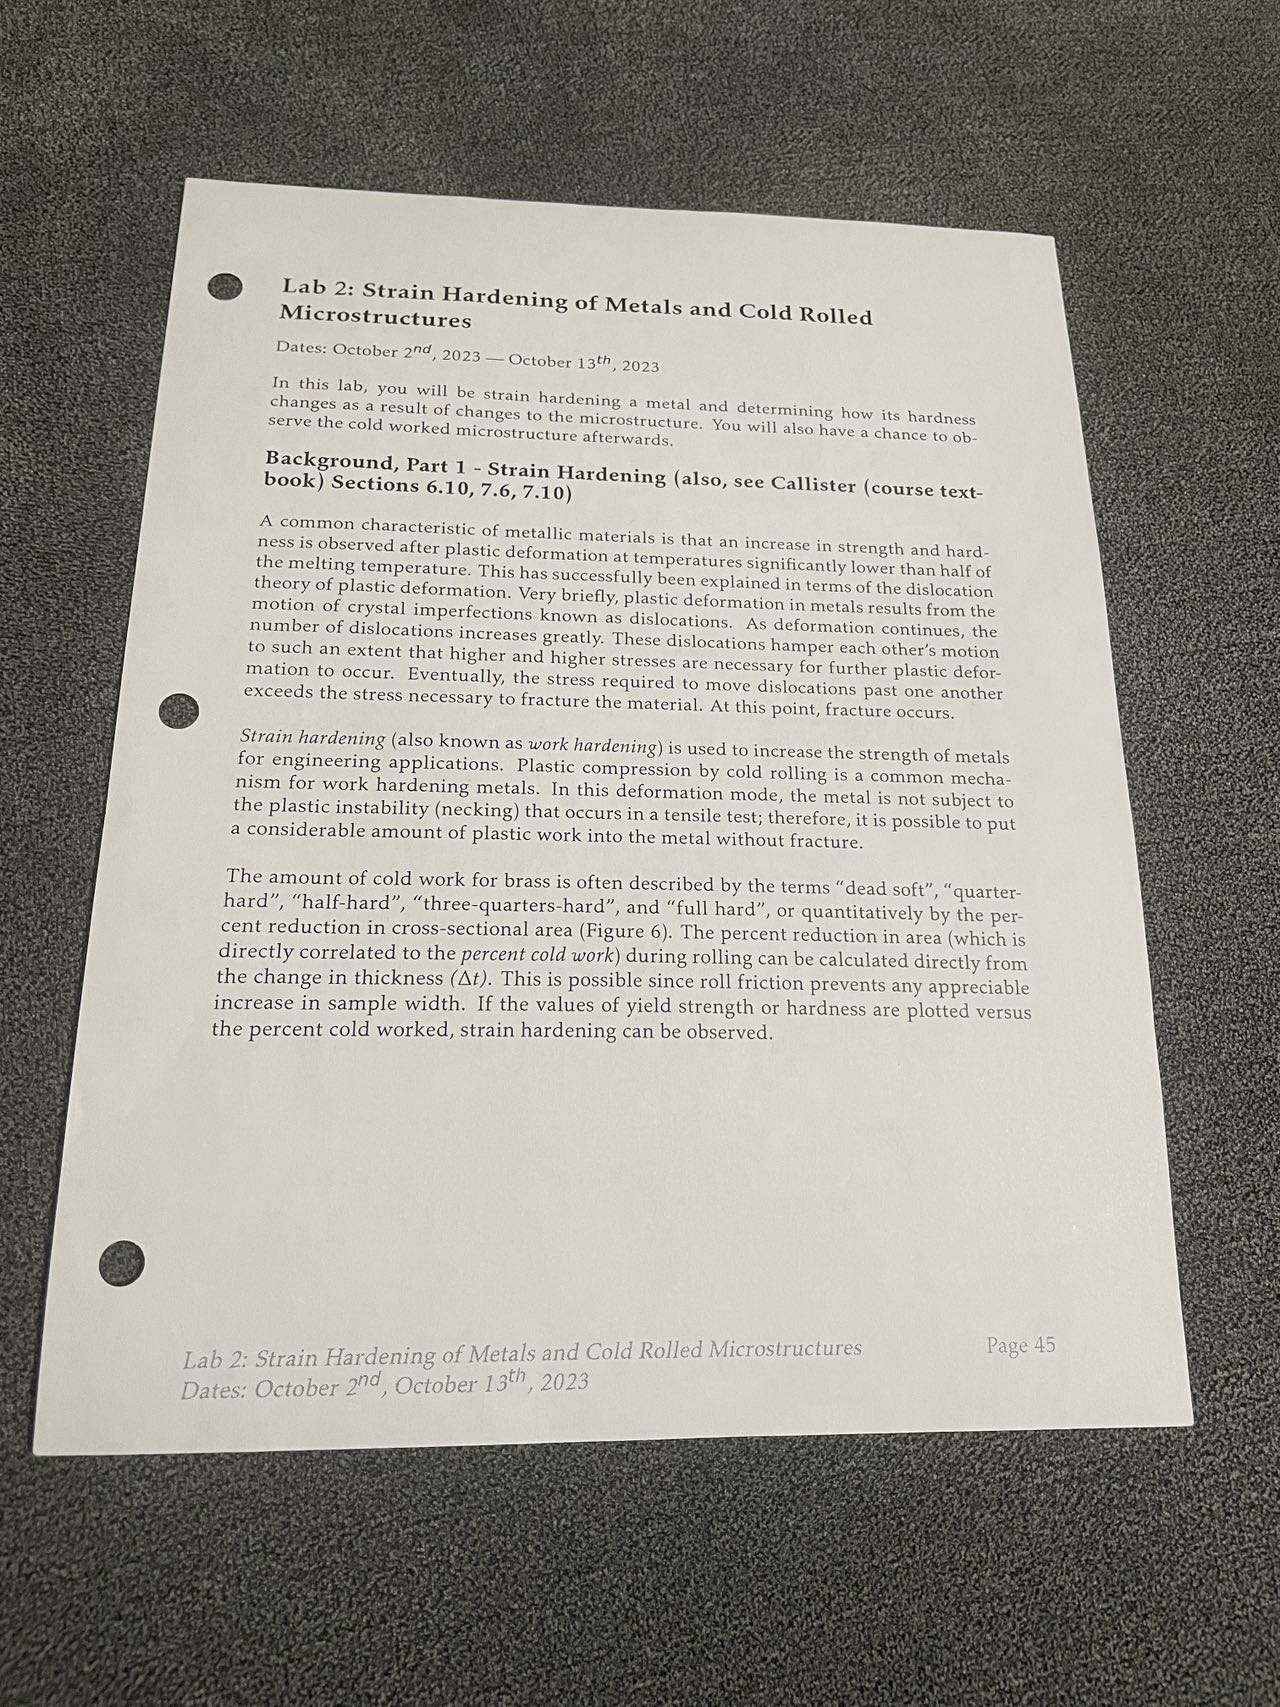 Lab 2: Strain Hardening of Metals and Cold Rolled
Microstructures
Dates: October 2nd, 2023 — October 13th, 2023
In this lab, you will be strain hardening a metal and determining how its hardness
changes as a result of changes to the microstructure. You will also have a chance to ob-
serve the cold worked microstructure afterwards.
Background, Part 1 - Strain Hardening (also, see Callister (course text-
book) Sections 6.10, 7.6, 7.10)
A common characteristic of metallic materials is that an increase in strength and hard-
ness is observed after plastic deformation at temperatures significantly lower than half of
the melting temperature. This has successfully been explained in terms of the dislocation
theory of plastic deformation. Very briefly, plastic deformation in metals results from the
motion of crystal imperfections known as dislocations. As deformation continues, the
number of dislocations increases greatly. These dislocations hamper each other's motion
to such an extent that higher and higher stresses are necessary for further plastic defor-
mation to occur. Eventually, the stress required to move dislocations past one another
exceeds the stress necessary to fracture the material. At this point, fracture occurs.
Strain hardening (also known as work hardening) is used to increase the strength of metals
for engineering applications. Plastic compression by cold rolling is a common mecha-
nism for work hardening metals. In this deformation mode, the metal is not subject to
the plastic instability (necking) that occurs in a tensile test; therefore, it is possible to put
a considerable amount of plastic work into the metal without fracture.
The amount of cold work for brass is often described by the terms “dead soft”, “quarter-
hard”, “half-hard”, “three-quarters-hard”, and “full hard”, or quantitatively by the per-
cent reduction in cross-sectional area (Figure 6). The percent reduction in area (which is
directly correlated to the percent cold work) during rolling can be calculated directly from
the change in thickness (Δt). This is possible since roll friction prevents any appreciable
increase in sample width. If the values of yield strength or hardness are plotted versus
the percent cold worked, strain hardening can be observed.
Lab 2: Strain Hardening of Metals and Cold Rolled Microstructures Page 45
Dates: October 2nd, October 13th, 2023